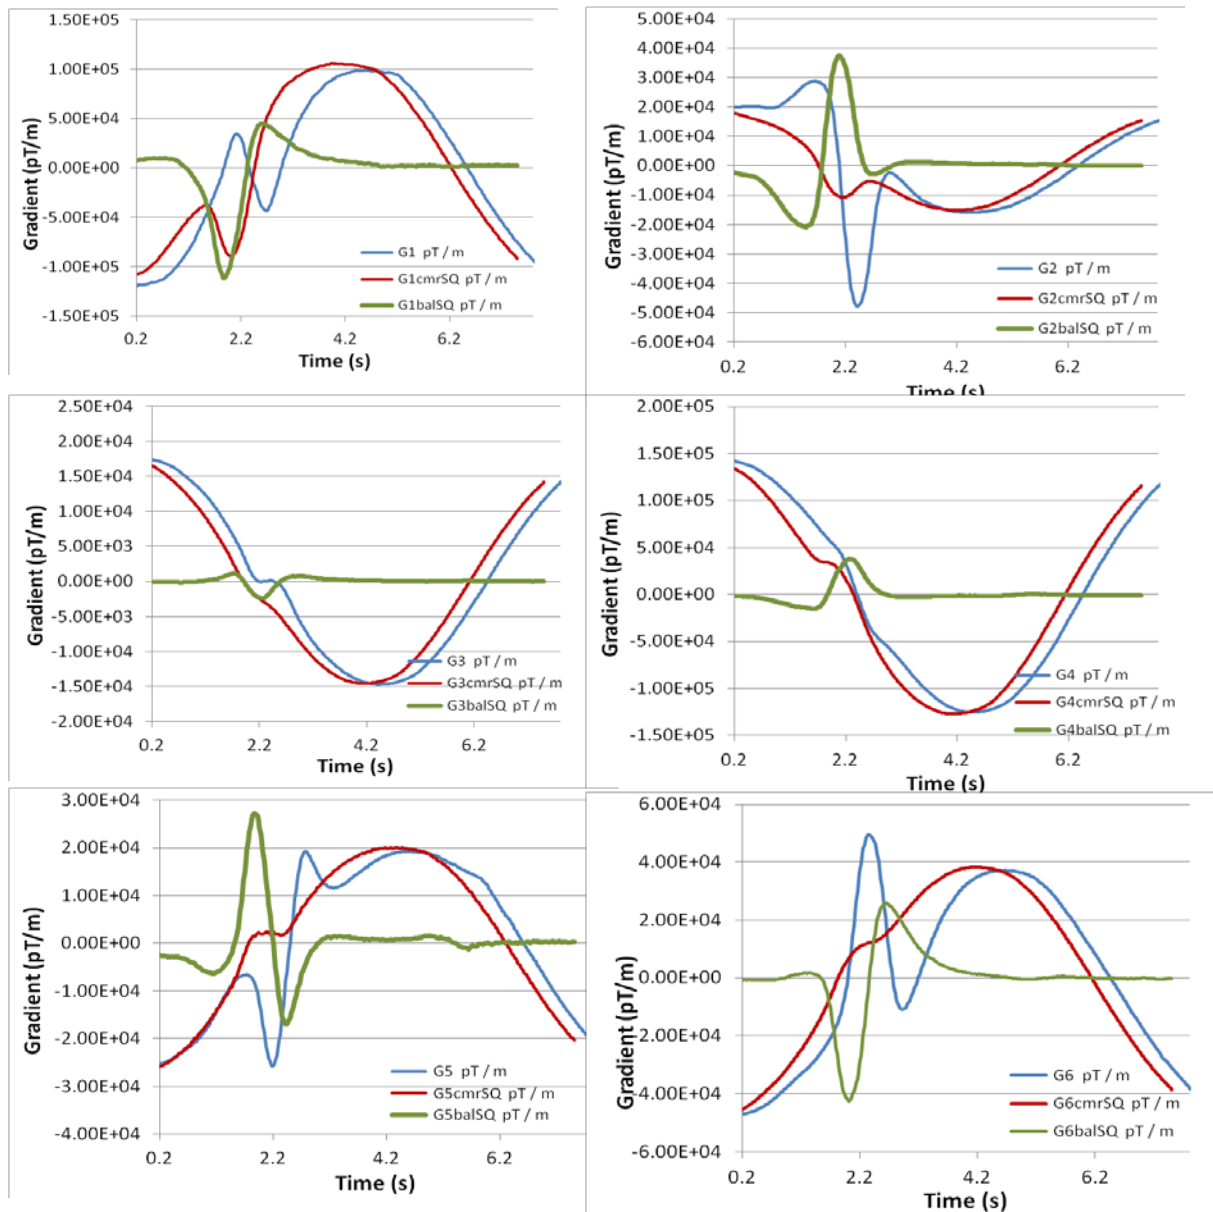 1.50E+05
1.00E+05
5.00E+04
0.00E+00
-5.00E+04
-1.00E+05
-1.50E+05
Gradient (pT/m)
G1 pT / m
G1cmrSQ pT / m
G1balSQ pT / m
0.2 2.2 4.2 6.2
Time (s)
5.00E+04
4.00E+04
3.00E+04
2.00E+04
1.00E+04
0.00E+00
-1.00E+04
-2.00E+04
-3.00E+04
-4.00E+04
-5.00E+04
-6.00E+04
Gradient (pT/m)
G2 pT / m
G2cmrSQ pT / m
G2balSQ pT / m
0.2 2.2 4.2 6.2
Time (s)
2.50E+04
2.00E+04
1.50E+04
1.00E+04
5.00E+03
0.00E+00
-5.00E+03
-1.00E+04
-1.50E+04
-2.00E+04
Gradient (pT/m)
G3 pT / m
G3cmrSQ pT / m
G3balSQ pT / m
0.2 2.2 4.2 6.2
Time (s)
2.00E+05
1.50E+05
1.00E+05
5.00E+04
0.00E+00
-5.00E+04
-1.00E+05
-1.50E+05
Gradient (pT/m)
G4 pT / m
G4cmrSQ pT / m
G4balSQ pT / m
0.2 2.2 4.2 6.2
Time (s)
3.00E+04
2.00E+04
1.00E+04
0.00E+00
-1.00E+04
-2.00E+04
-3.00E+04
-4.00E+04
Gradient (pT/m)
G5 pT / m
G5cmrSQ pT / m
G5balSQ pT / m
0.2 2.2 4.2 6.2
Time (s)
6.00E+04
4.00E+04
2.00E+04
0.00E+00
-2.00E+04
-4.00E+04
-6.00E+04
Gradient (pT/m)
G6 pT / m
G6cmrSQ pT / m
G6balSQ pT / m
0.2 2.2 4.2 6.2
Time (s)